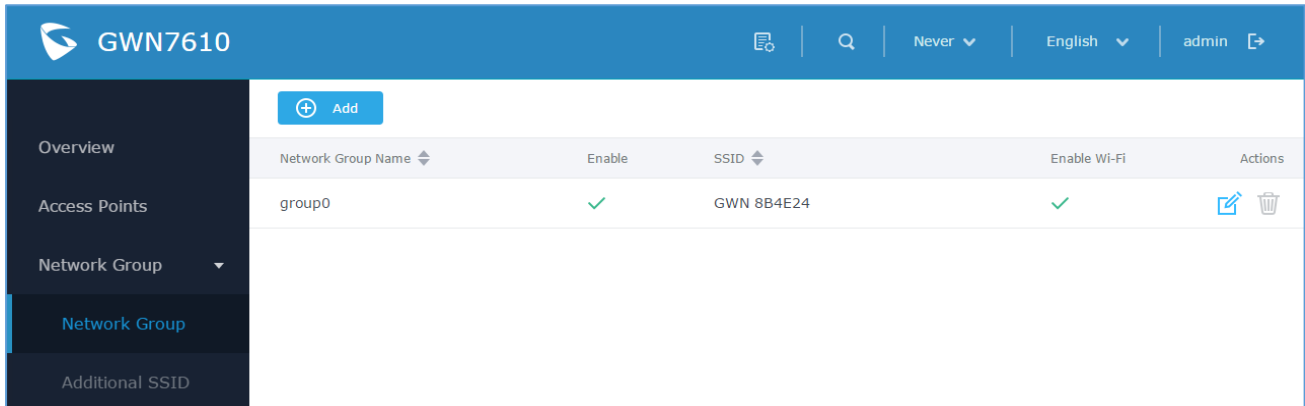 GWN7610 Never English admin
Add
Overview
Network Group Name Enable SSID Enable Wi-Fi Actions
Access Points
group0 GWN 8B4E24
Network Group
Network Group
Additional SSID